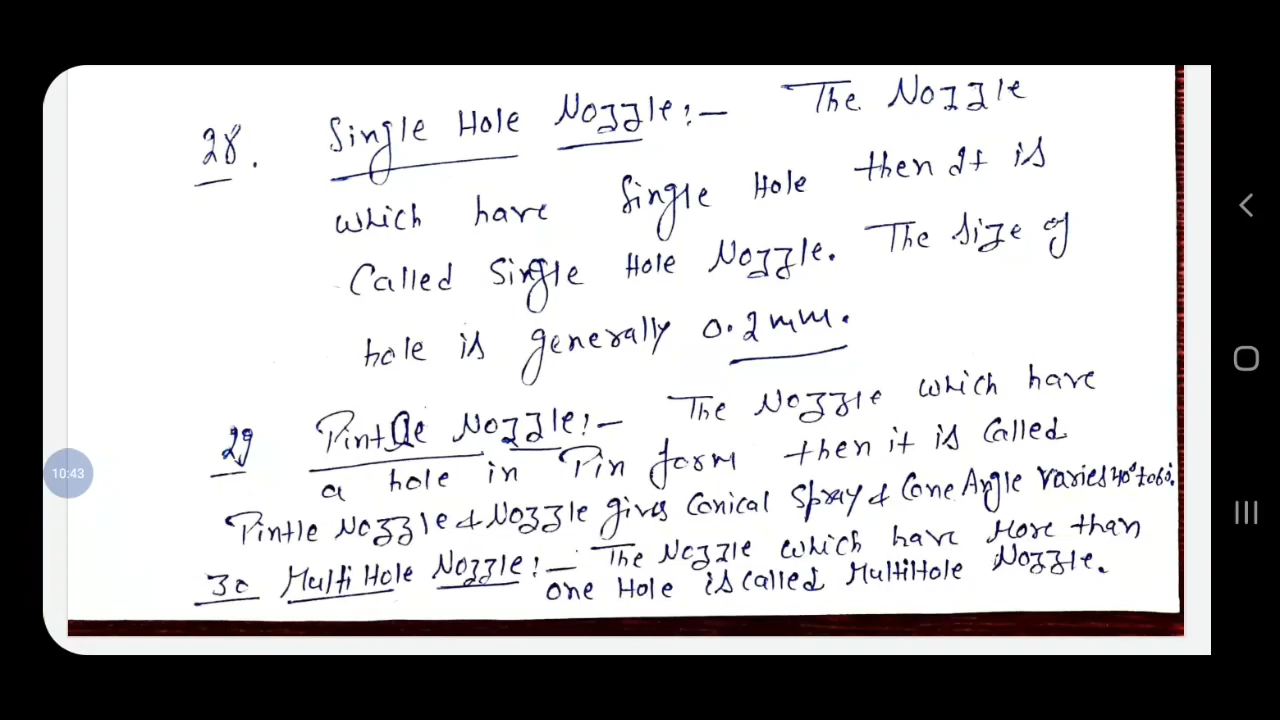 28. Single Hole Nozzle:- The Nozzle
which have Single Hole then It is
Called Single Hole Nozzle. The Size of
hole is generally 0.2mm.
29 Pintle Nozzle:- The Nozzle which have
a hole in Pin form then it is Called
Pintle Nozzle & Nozzle gives Conical Spray & Cone Angle varies 40° to 60°.
30 Multi Hole Nozzle:- The Nozzle which have More than
one Hole is called MultiHole Nozzle.
10:43